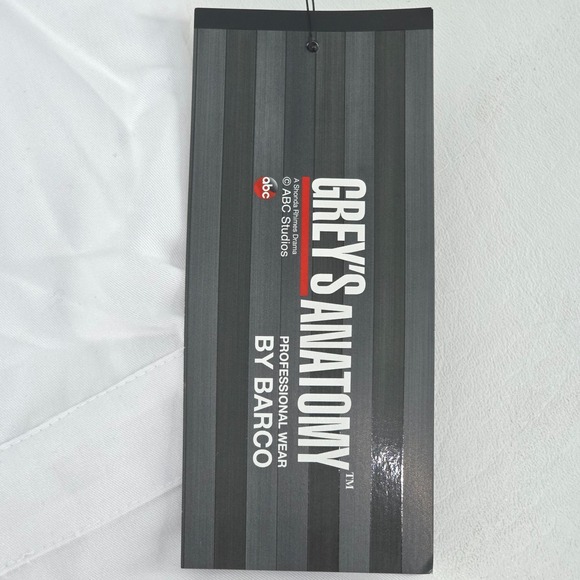 GREY'S ANATOMY™
PROFESSIONAL WEAR
BY BARCO
A Shonda Rhimes Drama
© ABC Studios
abc